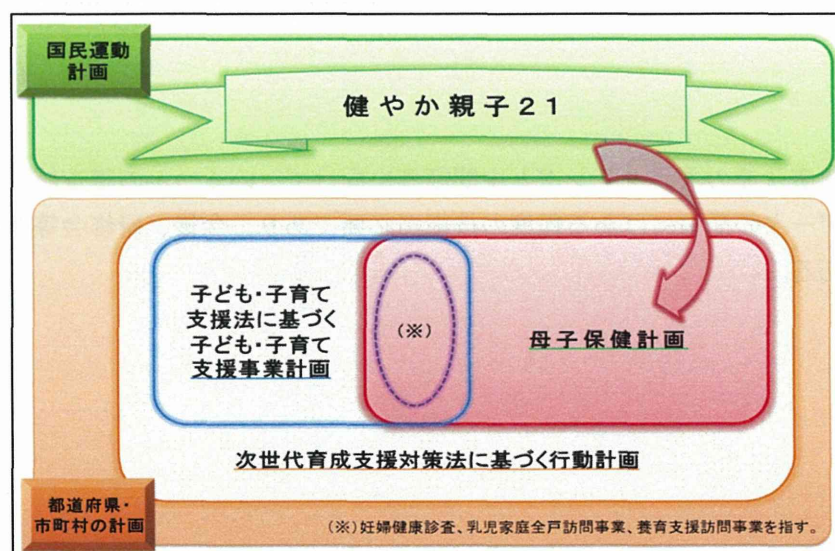 国民運動
計画
健やか親子21
子ども・子育て
支援法に基づく
子ども・子育て
支援事業計画
(※)
母子保健計画
次世代育成支援対策法に基づく行動計画
都道府県・
市町村の計画
(※)妊婦健康診査、乳児家庭全戸訪問事業、養育支援訪問事業を指す。